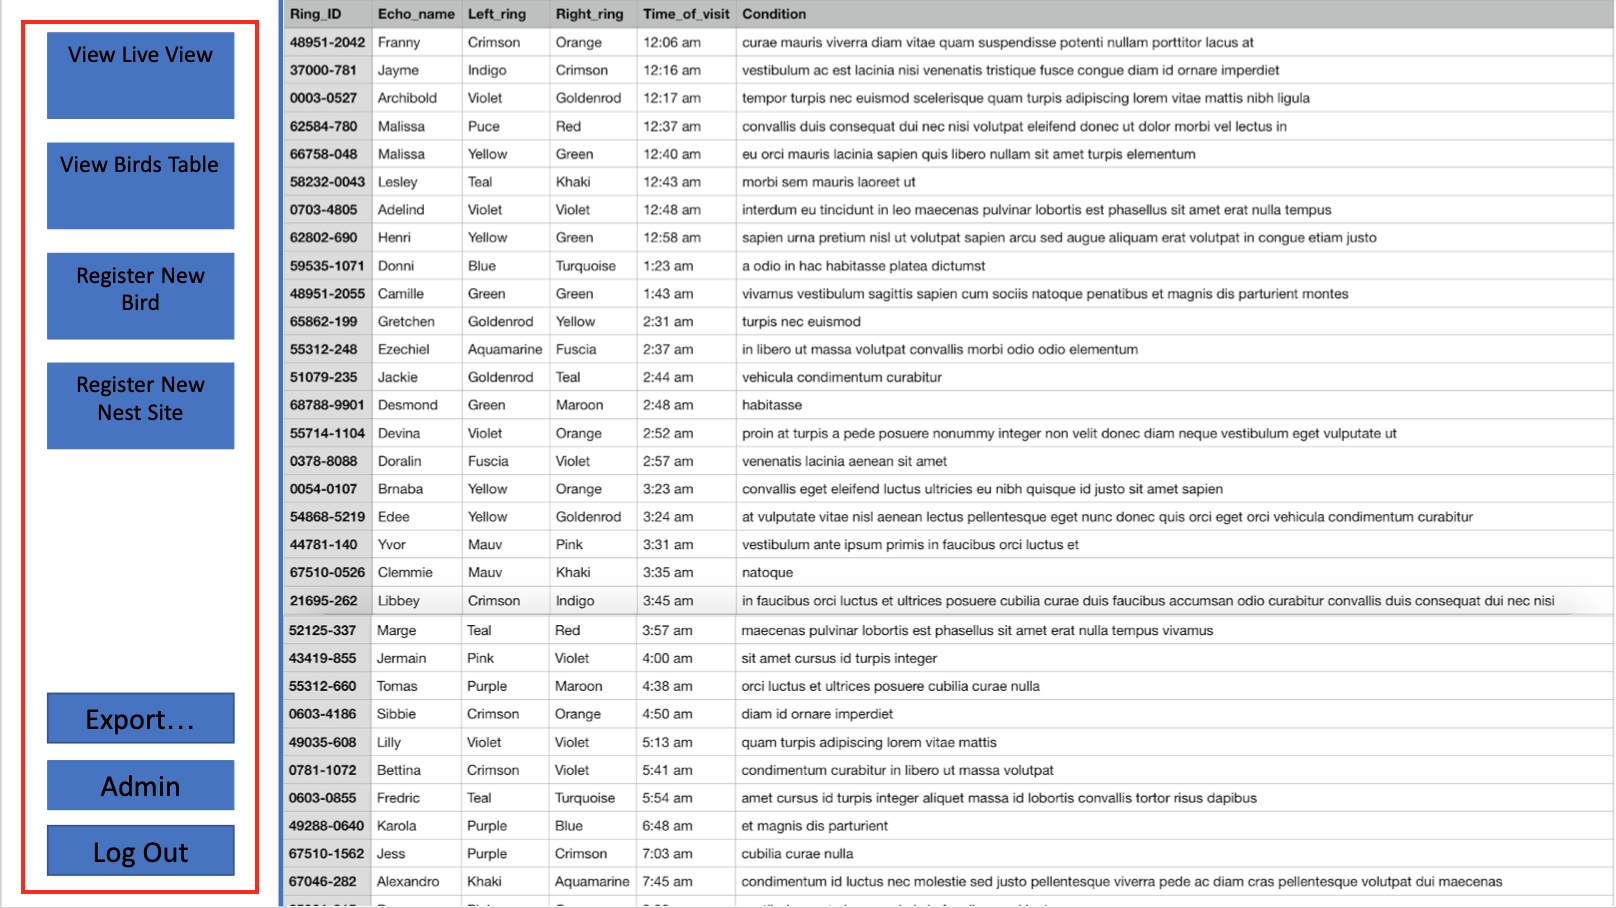 View Live View
View Birds Table
Register New
Bird
Register New
Nest Site
Export...
Admin
Log Out
Ring_ID Echo_name Left_ring Right_ring Time_of_visit Condition
48951-2042 Franny Crimson Orange 12:06 am curae mauris viverra diam vitae quam suspendisse potenti nullam porttitor lacus at
37000-781 Jayme Indigo Crimson 12:16 am vestibulum ac est lacinia nisi venenatis tristique fusce congue diam id ornare imperdiet
0003-0527 Archibold Violet Goldenrod 12:17 am tempor turpis nec euismod scelerisque quam turpis adipiscing lorem vitae mattis nibh ligula
62584-780 Malissa Puce Red 12:37 am convallis duis consequat dui nec nisi volutpat eleifend donec ut dolor morbi vel lectus in
66758-048 Malissa Yellow Green 12:40 am eu orci mauris lacinia sapien quis libero nullam sit amet turpis elementum
58232-0043 Lesley Teal Khaki 12:43 am morbi sem mauris laoreet ut
0703-4805 Adelind Violet Violet 12:48 am interdum eu tincidunt in leo maecenas pulvinar lobortis est phasellus sit amet erat nulla tempus
62802-690 Henri Yellow Green 12:58 am sapien urna pretium nisl ut volutpat sapien arcu sed augue aliquam erat volutpat in congue etiam justo
59535-1071 Donni Blue Turquoise 1:23 am a odio in hac habitasse platea dictumst
48951-2055 Camille Green Green 1:43 am vivamus vestibulum sagittis sapien cum sociis natoque penatibus et magnis dis parturient montes
65862-199 Gretchen Goldenrod Yellow 2:31 am turpis nec euismod
55312-248 Ezechiel Aquamarine Fuscia 2:37 am in libero ut massa volutpat convallis morbi odio odio elementum
51079-235 Jackie Goldenrod Teal 2:44 am vehicula condimentum curabitur
68788-9901 Desmond Green Maroon 2:48 am habitasse
55714-1104 Devina Violet Orange 2:52 am proin at turpis a pede posuere nonummy integer non velit donec diam neque vestibulum eget vulputate ut
0378-8088 Doralin Fuscia Violet 2:57 am venenatis lacinia aenean sit amet
0054-0107 Brnaba Yellow Orange 3:23 am convallis eget eleifend luctus ultricies eu nibh quisque id justo sit amet sapien
54868-5219 Edee Yellow Goldenrod 3:24 am at vulputate vitae nisl aenean lectus pellentesque eget nunc donec quis orci eget orci vehicula condimentum curabitur
44781-140 Yvor Mauv Pink 3:31 am vestibulum ante ipsum primis in faucibus orci luctus et
67510-0526 Clemmie Mauv Khaki 3:35 am natoque
21695-262 Libbey Crimson Indigo 3:45 am in faucibus orci luctus et ultrices posuere cubilia curae duis faucibus accumsan odio curabitur convallis duis consequat dui nec nisi
52125-337 Marge Teal Red 3:57 am maecenas pulvinar lobortis est phasellus sit amet erat nulla tempus vivamus
43419-855 Jermain Pink Violet 4:00 am sit amet cursus id turpis integer
55312-660 Tomas Purple Maroon 4:38 am orci luctus et ultrices posuere cubilia curae nulla
0603-4186 Sibbie Crimson Orange 4:50 am diam id ornare imperdiet
49035-608 Lilly Violet Violet 5:13 am quam turpis adipiscing lorem vitae mattis
0781-1072 Bettina Crimson Violet 5:41 am condimentum curabitur in libero ut massa volutpat
0603-0855 Fredric Teal Turquoise 5:54 am amet cursus id turpis integer aliquet massa id lobortis convallis tortor risus dapibus
49288-0640 Karola Purple Blue 6:48 am et magnis dis parturient
67510-1562 Jess Purple Crimson 7:03 am cubilia curae nulla
67046-282 Alexandro Khaki Aquamarine 7:45 am condimentum id luctus nec molestie sed justo pellentesque viverra pede ac diam cras pellentesque volutpat dui maecenas